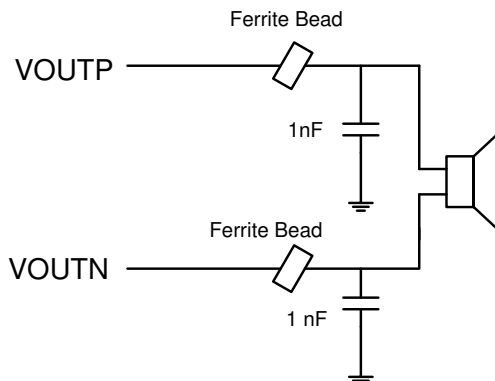 Ferrite Bead
VOUTP
1nF
Ferrite Bead
VOUTN
1 nF